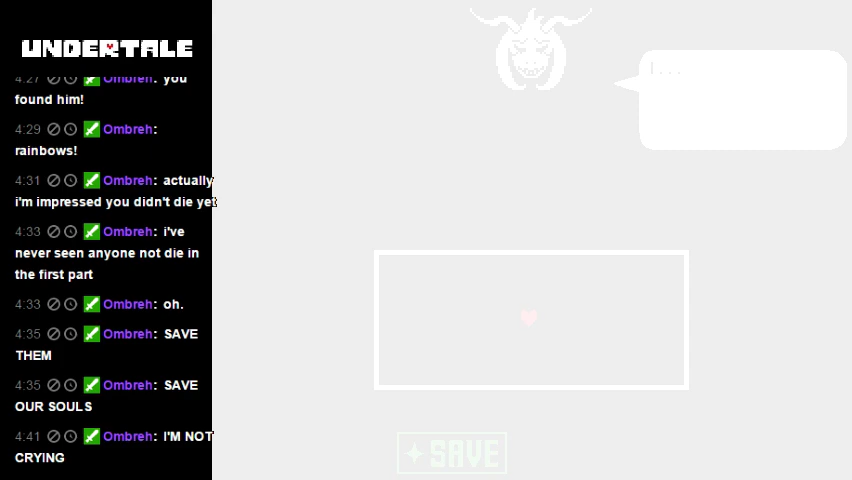 UNDERTALE
4:27 Ombreh: you
found him!
4:29 Ombreh:
rainbows!
4:31 Ombreh: actually
i'm impressed you didn't die yet
4:33 Ombreh: i've
never seen anyone not die in
the first part
4:33 Ombreh: oh.
4:35 Ombreh: SAVE
THEM
4:35 Ombreh: SAVE
OUR SOULS
4:41 Ombreh: I'M NOT
CRYING
I...
SAVE